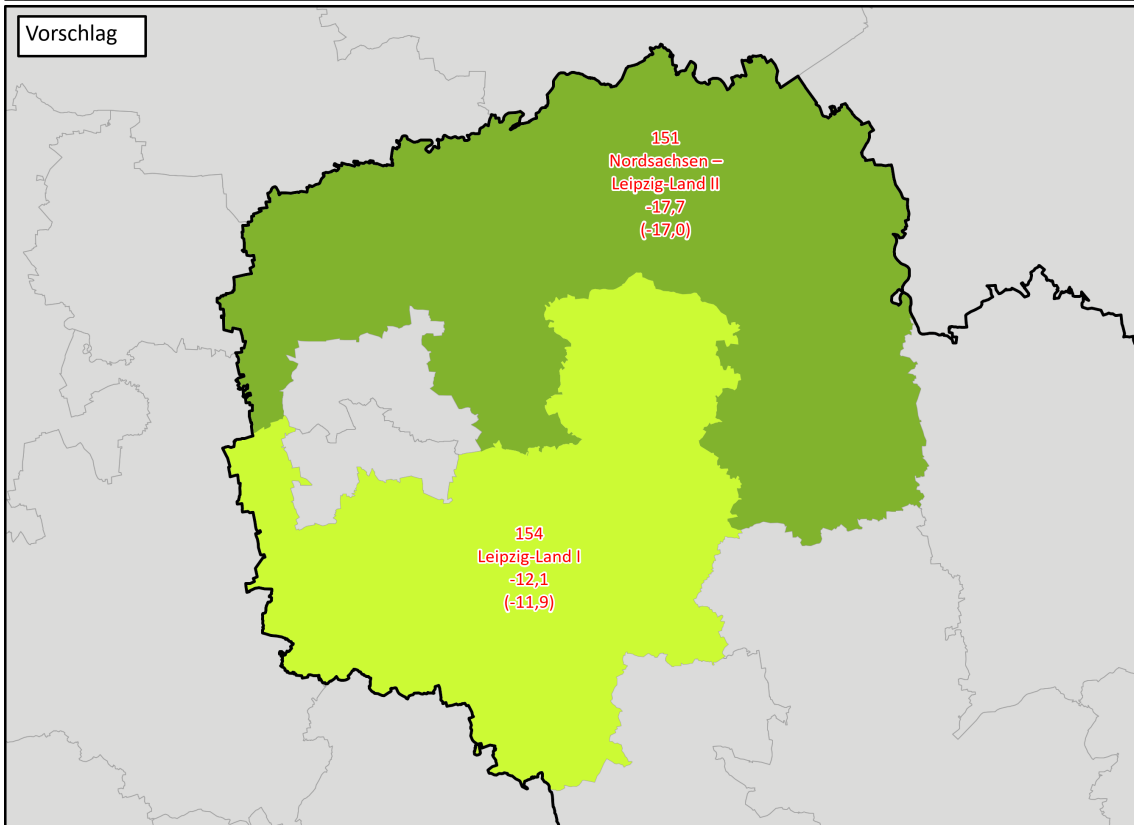 Vorschlag
151
Nordsachsen –
Leipzig-Land II
-17,7
(-17,0)
154
Leipzig-Land I
-12,1
(-11,9)